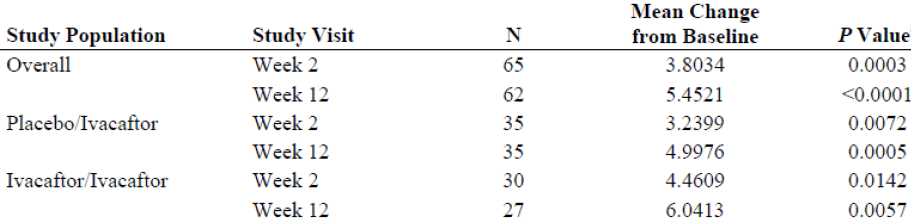 Mean Change
Study Population Study Visit N from Baseline P Value
Overall Week 2 65 3.8034 0.0003
Week 12 62 5.4521 <0.0001
Placebo/Ivacaftor Week 2 35 3.2399 0.0072
Week 12 35 4.9976 0.0005
Ivacaftor/Ivacaftor Week 2 30 4.4609 0.0142
Week 12 27 6.0413 0.0057